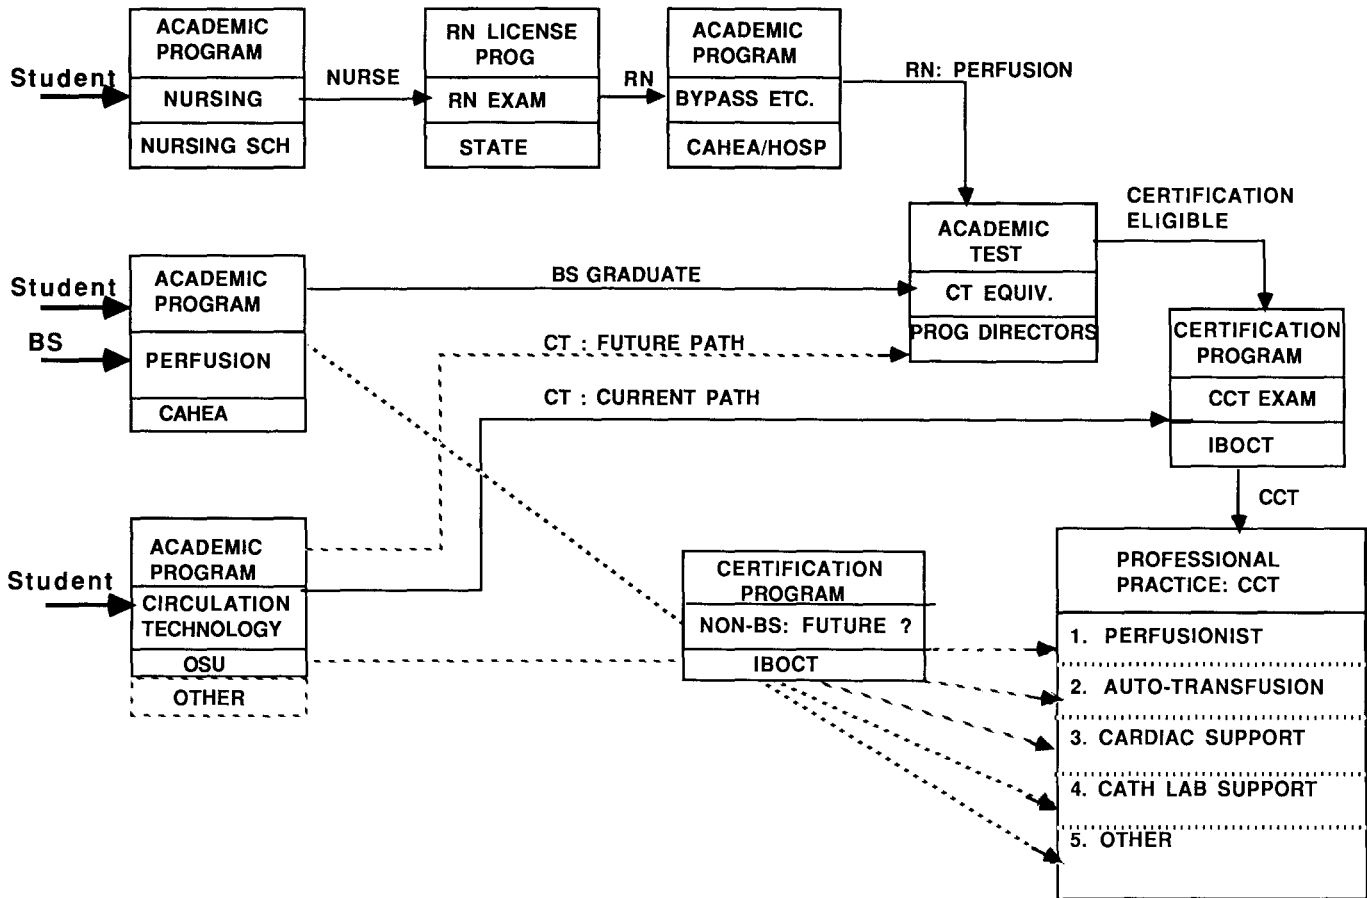 ACADEMIC
PROGRAM
NURSING
NURSING SCH
Student
NURSE
RN LICENSE
PROG
RN EXAM
STATE
RN
ACADEMIC
PROGRAM
BYPASS ETC.
CAHEA/HOSP
RN: PERFUSION
ACADEMIC
TEST
CT EQUIV.
PROG DIRECTORS
CERTIFICATION
ELIGIBLE
Student
BS
ACADEMIC
PROGRAM
PERFUSION
CAHEA
BS GRADUATE
CT : FUTURE PATH
CT : CURRENT PATH
CERTIFICATION
PROGRAM
CCT EXAM
IBOCT
CCT
Student
ACADEMIC
PROGRAM
CIRCULATION
TECHNOLOGY
OSU
OTHER
CERTIFICATION
PROGRAM
NON-BS: FUTURE ?
IBOCT
PROFESSIONAL
PRACTICE: CCT
1. PERFUSIONIST
2. AUTO-TRANSFUSION
3. CARDIAC SUPPORT
4. CATH LAB SUPPORT
5. OTHER